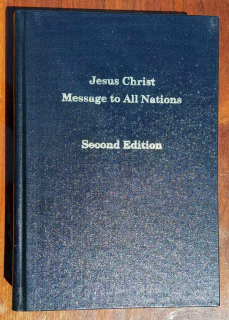 Jesus Christ
Message to All Nations
Second Edition